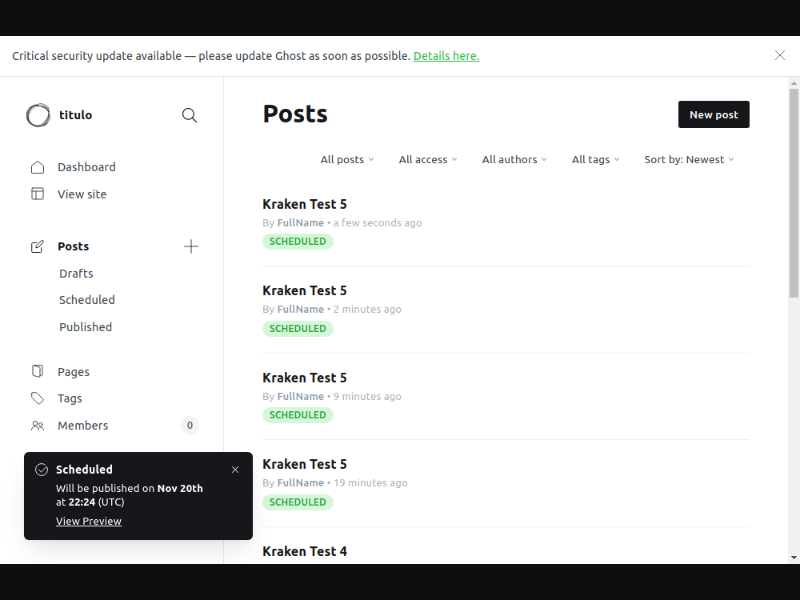 Critical security update available — please update Ghost as soon as possible. Details here.
titulo
Dashboard
View site
Posts
Drafts
Scheduled
Published
Pages
Tags
Members 0
Scheduled
Will be published on Nov 20th
at 22:24 (UTC)
View Preview
Posts
New post
All posts All access All authors All tags Sort by: Newest
Kraken Test 5
By FullName • a few seconds ago
SCHEDULED
Kraken Test 5
By FullName • 2 minutes ago
SCHEDULED
Kraken Test 5
By FullName • 9 minutes ago
SCHEDULED
Kraken Test 5
By FullName • 19 minutes ago
SCHEDULED
Kraken Test 4